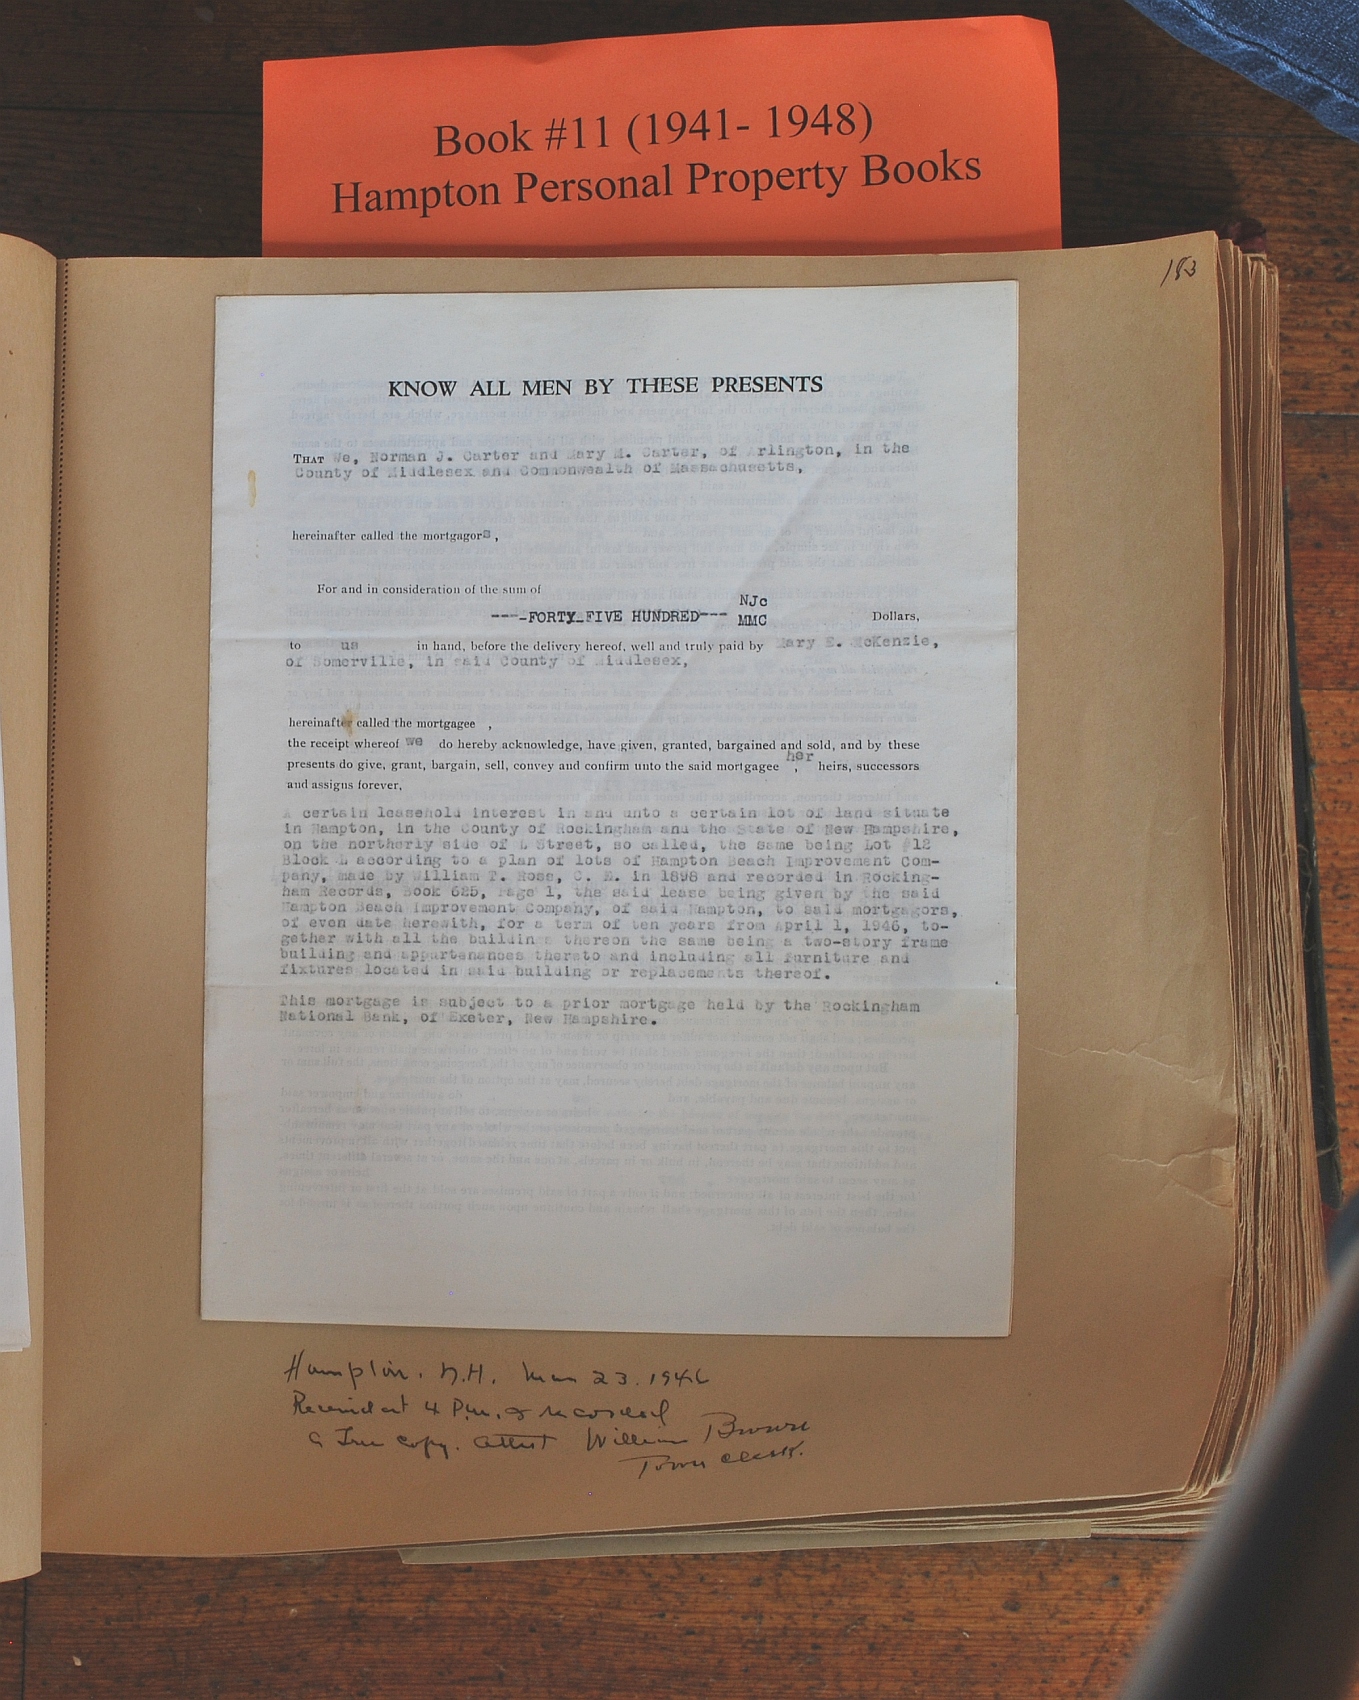 Book #11 (1941- 1948)
Hampton Personal Property Books
183
KNOW ALL MEN BY THESE PRESENTS
THAT We, Norman J. Carter and Mary M. Carter, of Arlington, in the
County of Middlesex and Commonwealth of Massachusetts,
hereinafter called the mortgagors,
For and in consideration of the sum of
NJc
----FORTY-FIVE HUNDRED--- MMC Dollars,
to us in hand, before the delivery hereof, well and truly paid by Mary E. McKenzie,
of Somerville, in said County of Middlesex,
hereinafter called the mortgagee ,
the receipt whereof we do hereby acknowledge, have given, granted, bargained and sold, and by these
presents do give, grant, bargain, sell, convey and confirm unto the said mortgagee , her heirs, successors
and assigns forever,
A certain leasehold interest in and unto a certain lot of land situate
in Hampton, in the County of Rockingham and the State of New Hampshire,
on the northerly side of L Street, so called, the same being Lot #12
Block L according to a plan of lots of Hampton Beach Improvement Com-
pany, made by William T. Ross, C. E. in 1898 and recorded in Rocking-
ham Records, Book 625, Page 1, the said lease being given by the said
Hampton Beach Improvement Company, of said Hampton, to said mortgagors,
of even date herewith, for a term of ten years from April 1, 1946, to-
gether with all the buildings thereon the same being a two-story frame
building and appurtenances thereto and including all furniture and
fixtures located in said building or replacements thereof.
This mortgage is subject to a prior mortgage held by the Rockingham
National Bank, of Exeter, New Hampshire.
Hampton. N.H. 23. 1946
Received at 4 P.M. & recorded
a True Copy. Attest William Brown
Town Clerk.